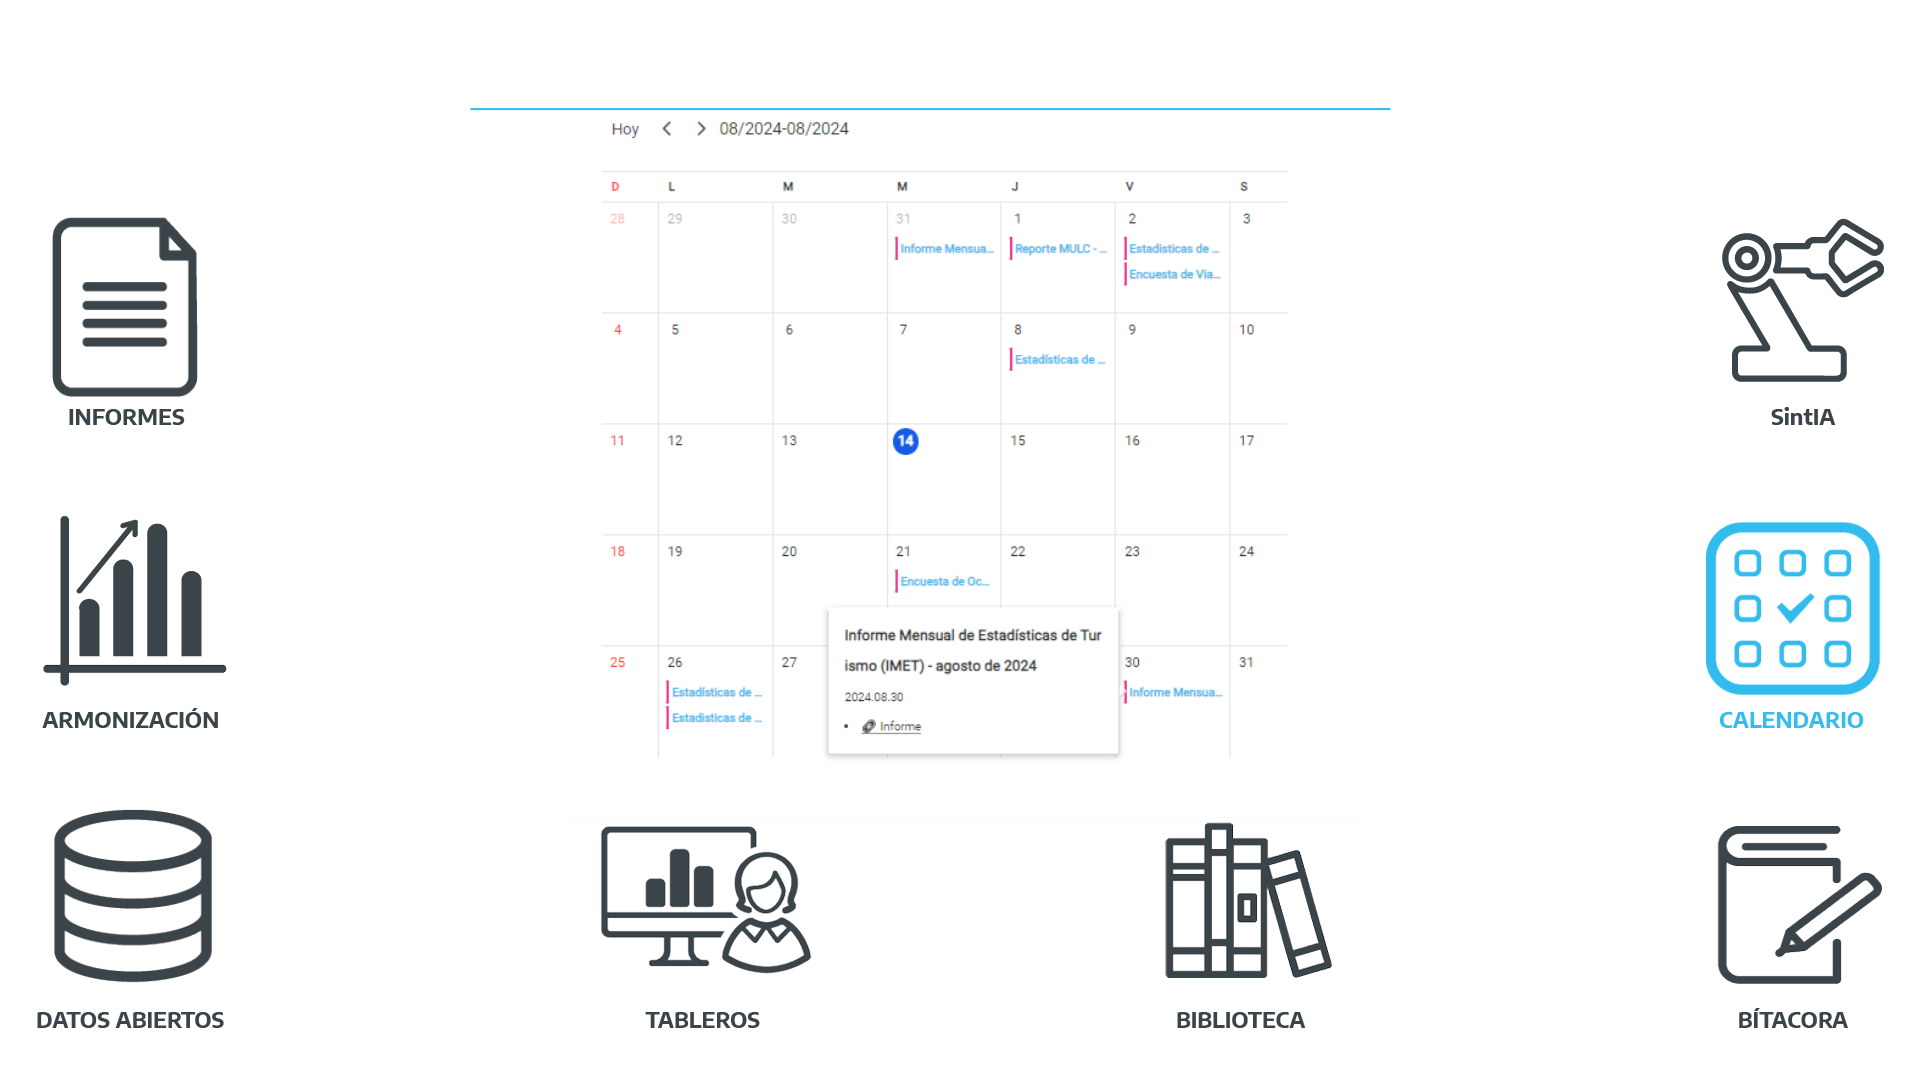 Hoy 08/2024-08/2024
D L M M J V S
28 29 30 31 1 2 3
Informe Mensua... Reporte MULC - ... Estadisticas de ...
Encuesta de Via...
4 5 6 7 8 9 10
Estadísticas de ...
INFORMES
SintIA
11 12 13 14 15 16 17
18 19 20 21 22 23 24
Encuesta de Oc...
Informe Mensual de Estadísticas de Tur
ismo (IMET) - agosto de 2024
2024.08.30
• Informe
25 26 27 30 31
Estadísticas de ... Informe Mensua...
Estadisticas de ...
ARMONIZACIÓN
CALENDARIO
DATOS ABIERTOS
TABLEROS
BIBLIOTECA
BÍTACORA